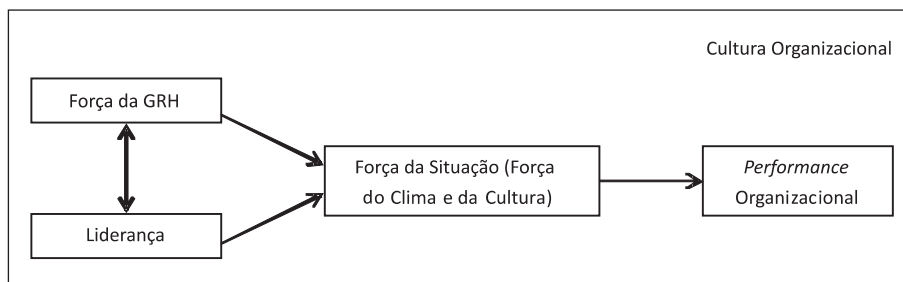 Cultura Organizacional
Força da GRH
Força da Situação (Força
do Clima e da Cultura)
Performance
Organizacional
Liderança